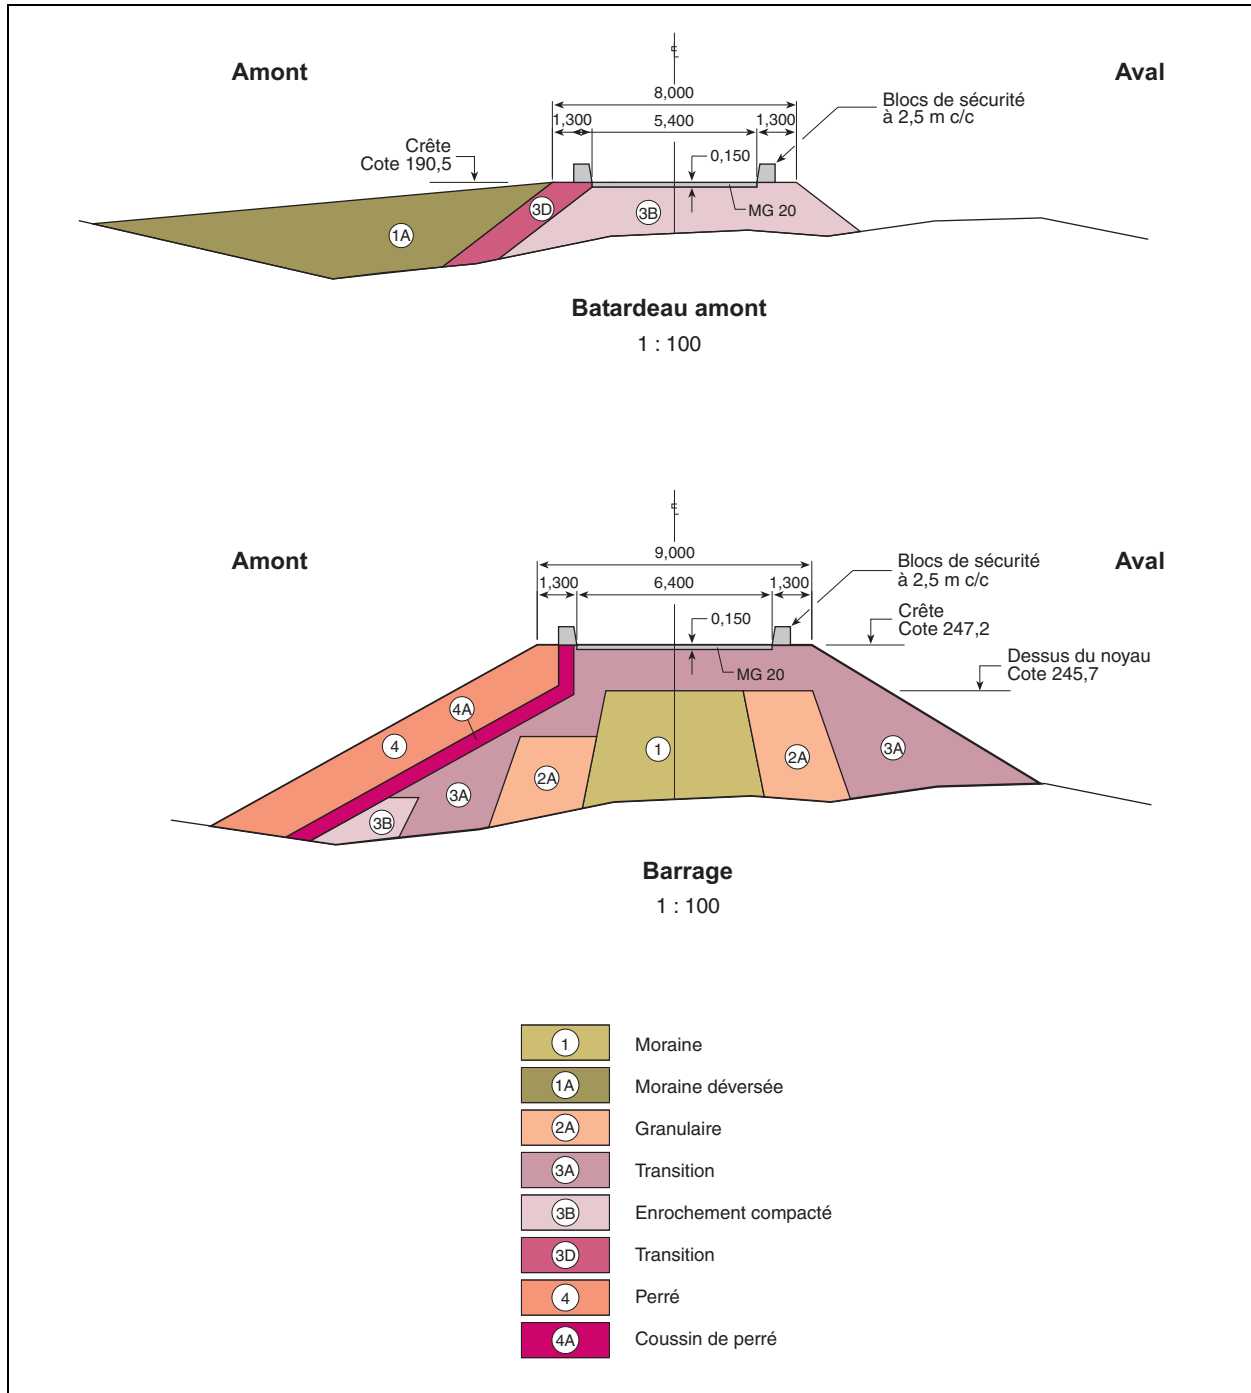 Amont
Aval
8,000
1,300
5,400
1,300
Blocs de sécurité
à 2,5 m c/c
Crête
Cote 190,5
0,150
MG 20
1A
3D
3B
Batardeau amont
1 : 100
Amont
Aval
9,000
1,300
6,400
1,300
Blocs de sécurité
à 2,5 m c/c
Crête
Cote 247,2
0,150
MG 20
Dessus du noyau
Cote 245,7
4A
4
1
2A
3A
2A
3A
3B
Barrage
1 : 100
1 Moraine
1A Moraine déversée
2A Granulaire
3A Transition
3B Enrochement compacté
3D Transition
4 Perré
4A Coussin de perré